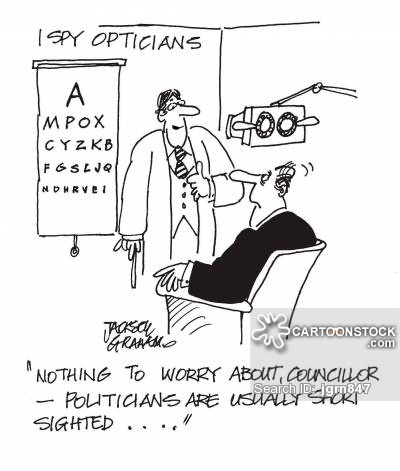 I SPY OPTICIANS
A
MPOX
CYZKB
FGSLJQ
NDHRVEI
JACKSON
GRAHAM
CARTOONSTOCK
.com
Search ID: jgrn847
"NOTHING TO WORRY ABOUT, COUNCILLOR
— POLITICIANS ARE USUALLY SHORT
SIGHTED . . . ."